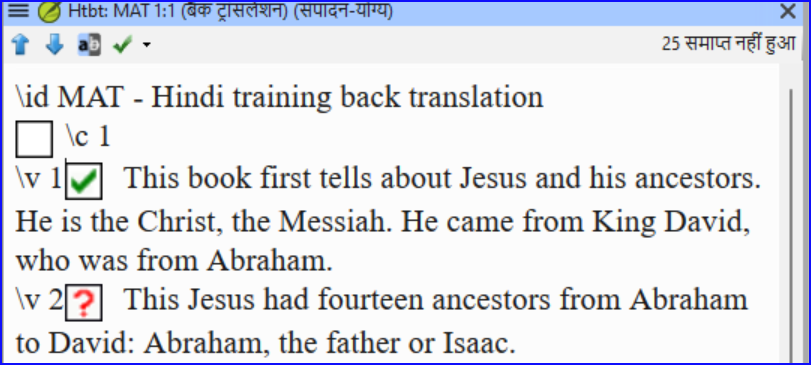 Htbt: MAT 1:1 (बैक ट्रांसलेशन) (संपादन-योग्य)
25 समाप्त नहीं हुआ
\id MAT - Hindi training back translation
\c 1
\v 1 This book first tells about Jesus and his ancestors.
He is the Christ, the Messiah. He came from King David,
who was from Abraham.
\v 2 This Jesus had fourteen ancestors from Abraham
to David: Abraham, the father or Isaac.